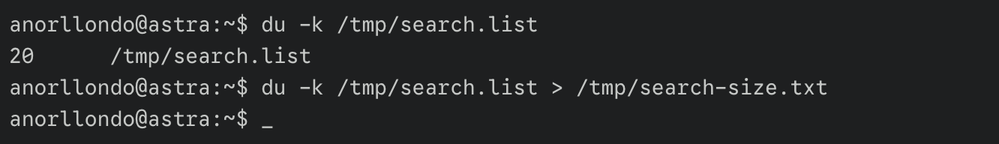 anorllondo@astra:~$ du -k /tmp/search.list
20      /tmp/search.list
anorllondo@astra:~$ du -k /tmp/search.list > /tmp/search-size.txt
anorllondo@astra:~$ _